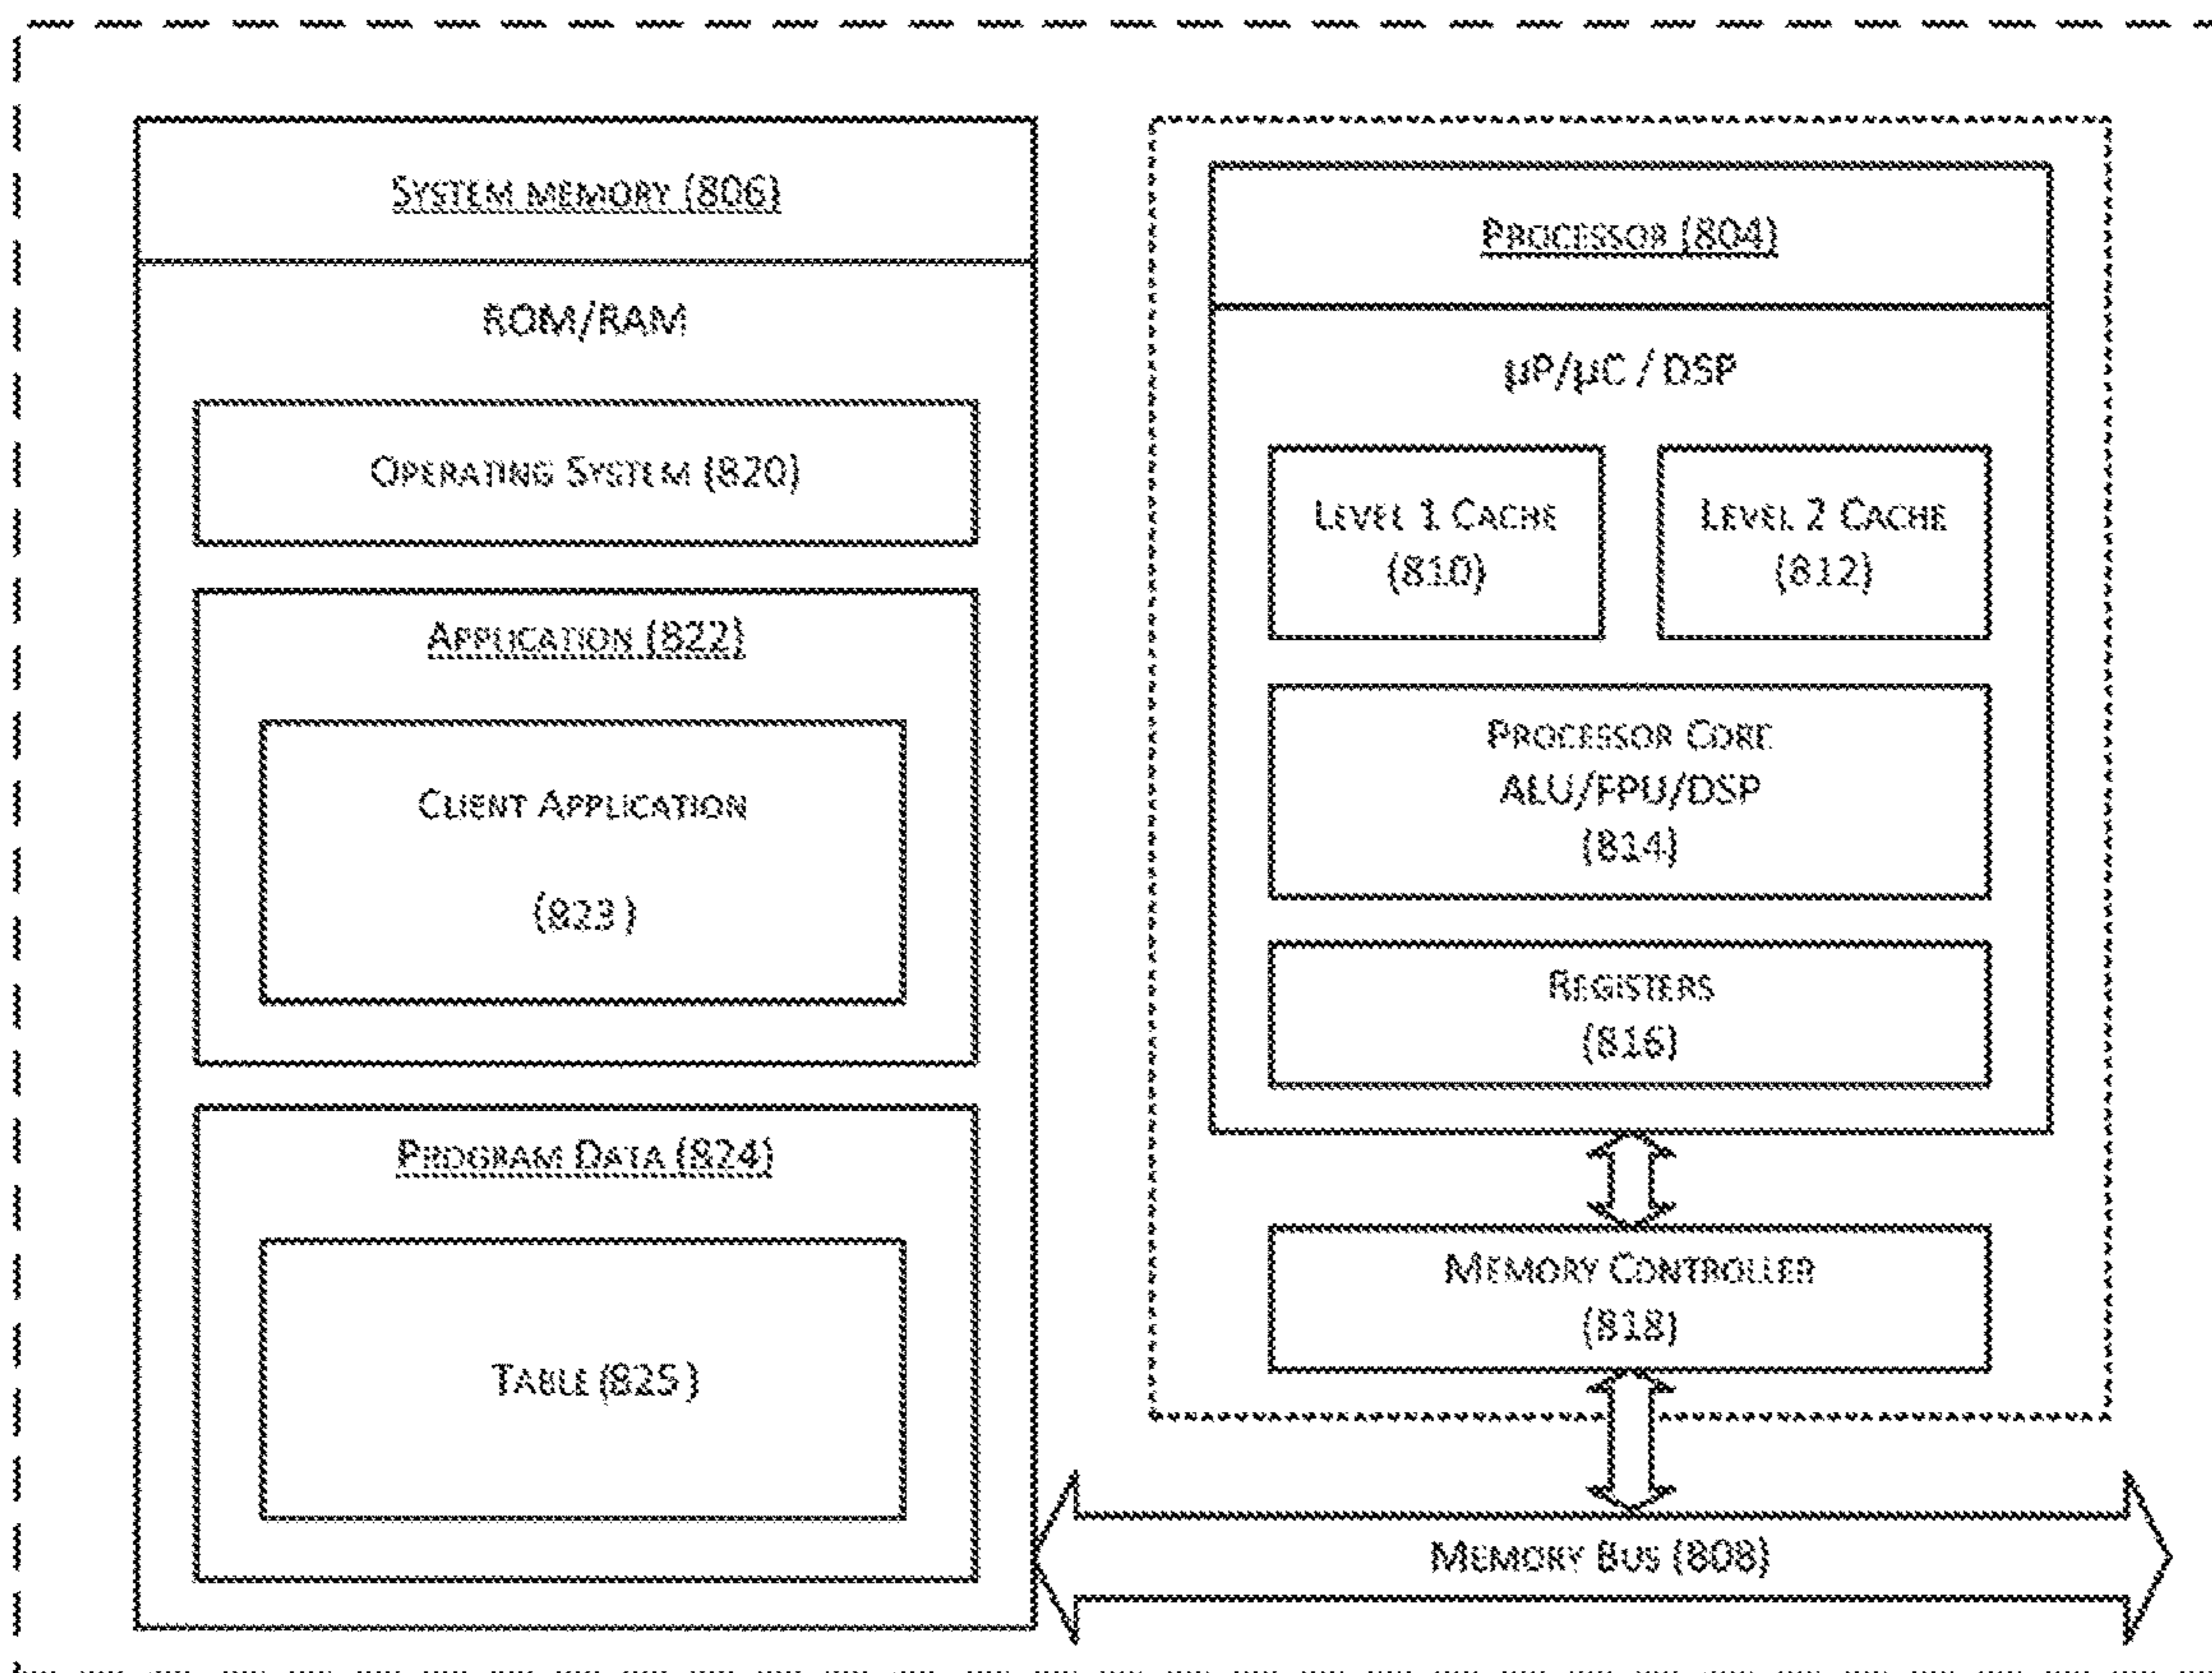 SYSTEM MEMORY (806)
ROM/RAM
OPERATING SYSTEM (820)
APPLICATION (822)
CLIENT APPLICATION
(823)
PROGRAM DATA (824)
TABLE (825)
PROCESSOR (804)
µP/µC / DSP
LEVEL 1 CACHE
(810)
LEVEL 2 CACHE
(812)
PROCESSOR CORE
ALU/FPU/DSP
(814)
REGISTERS
(816)
MEMORY CONTROLLER
(818)
MEMORY BUS (808)